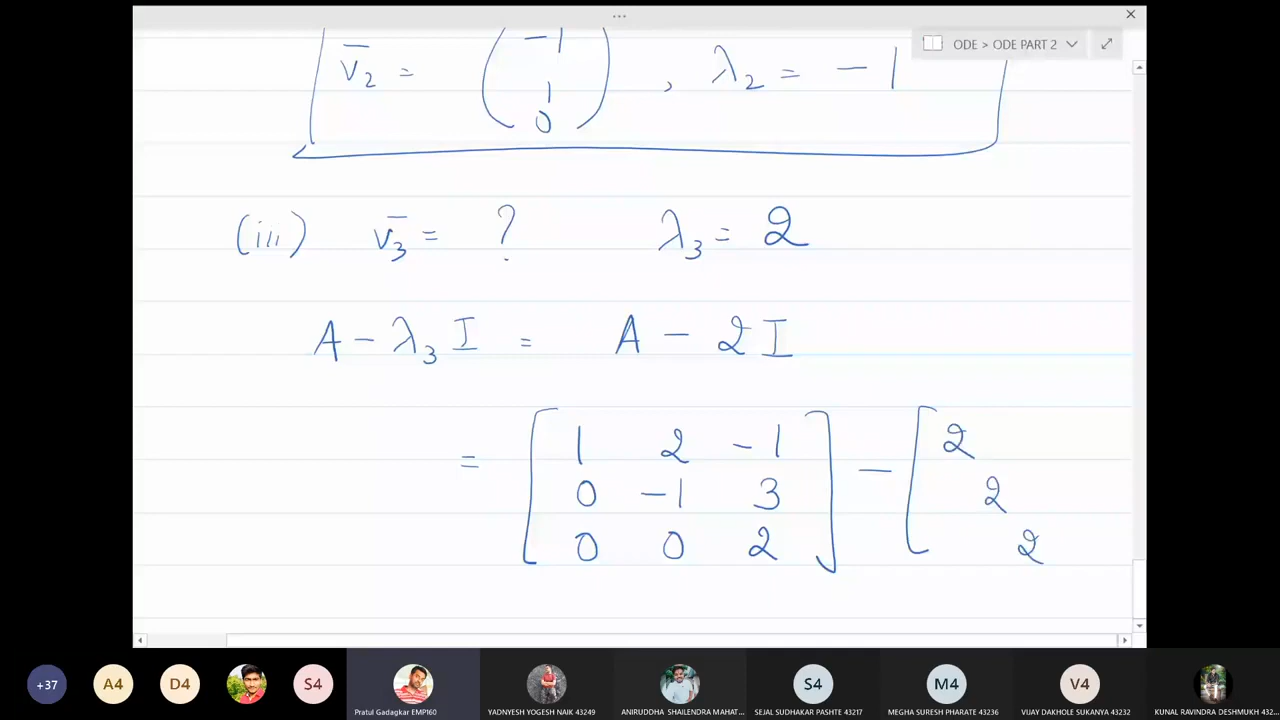 ...
ODE > ODE PART 2
v̄₂ = ( -1 1 0 ) , λ₂ = -1
(iii) v̄₃ = ? λ₃ = 2
A - λ₃ I = A - 2 I
= [ 1 2 -1 ] - [ 2
0 -1 3 2
0 0 2 2
+37 A4 D4 S4 S4 M4 V4
Pratul Gadagkar EMP160 YADNYESH YOGESH NAIK 43249 ANIRUDDHA SHAILENDRA MAHAT... SEJAL SUDHAKAR PASHTE 43217 MEGHA SURESH PHARATE 43236 VIJAY DAKHOLE SUKANYA 43232 KUNAL RAVINDRA DESHMUKH 432...